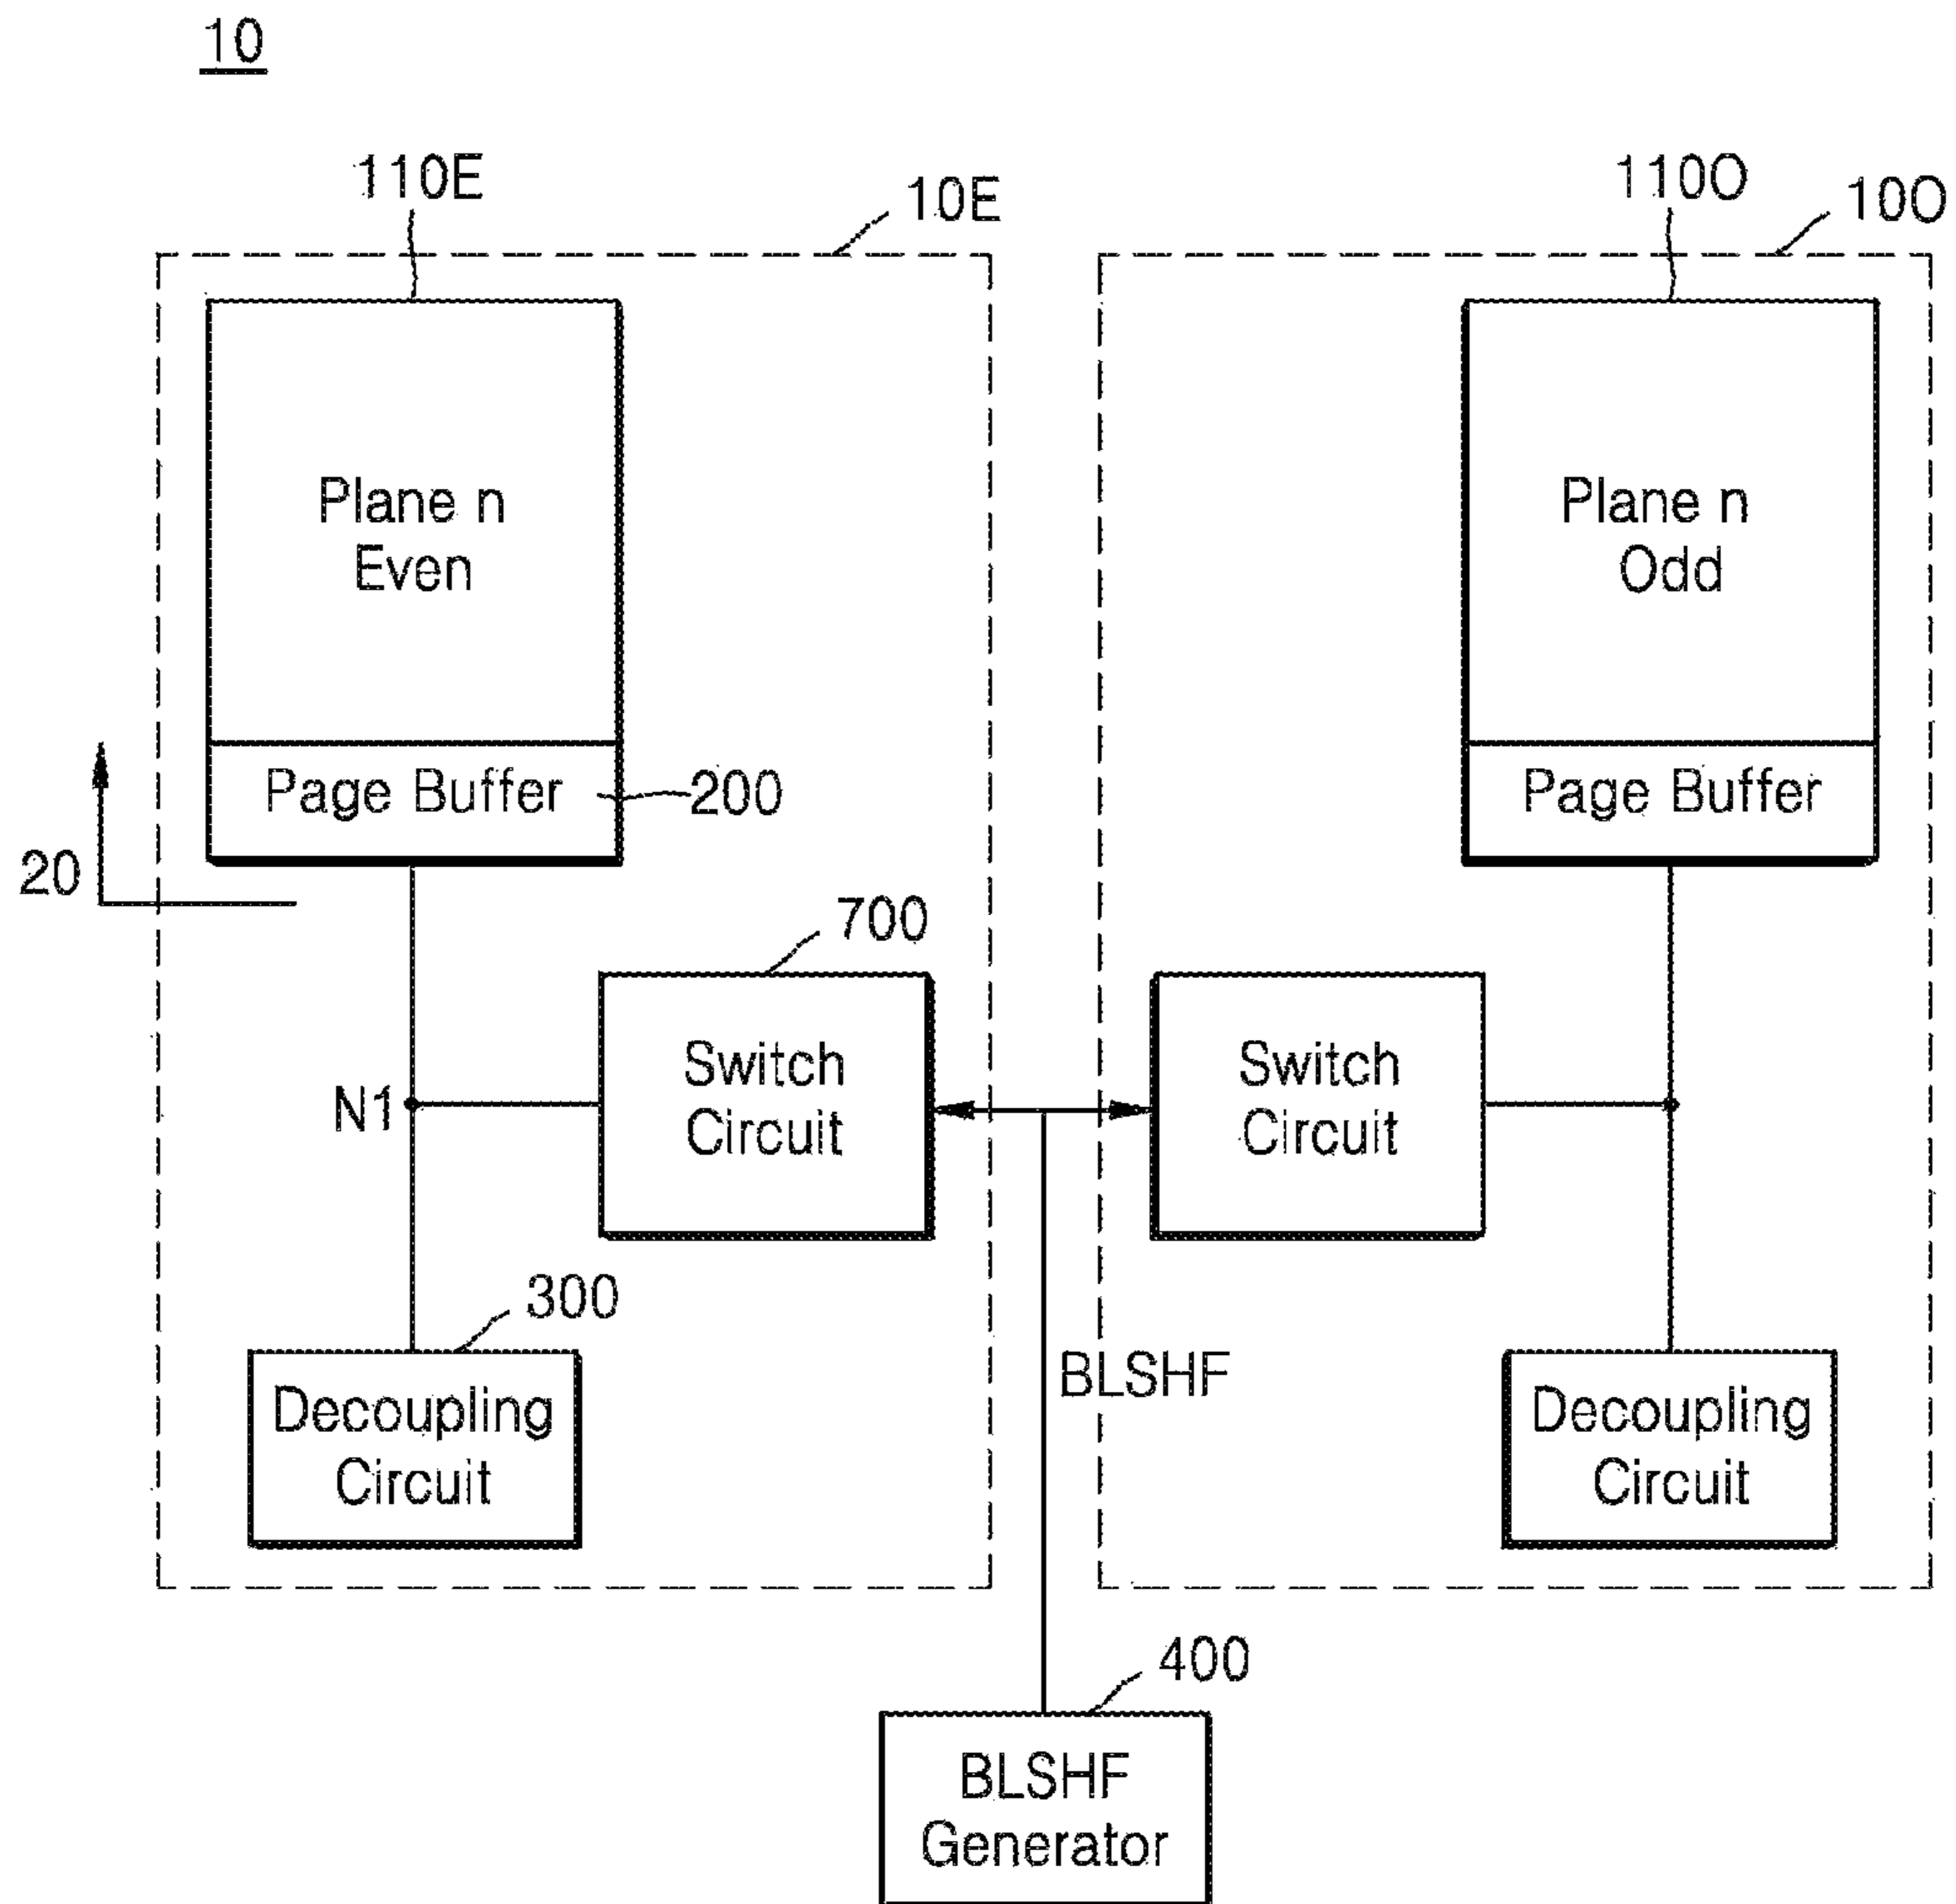 10
110E
10E
110O
10O
Plane n
Even
Plane n
Odd
Page Buffer
200
Page Buffer
20
700
Switch
Circuit
Switch
Circuit
N1
300
BLSHF
Decoupling
Circuit
Decoupling
Circuit
400
BLSHF
Generator